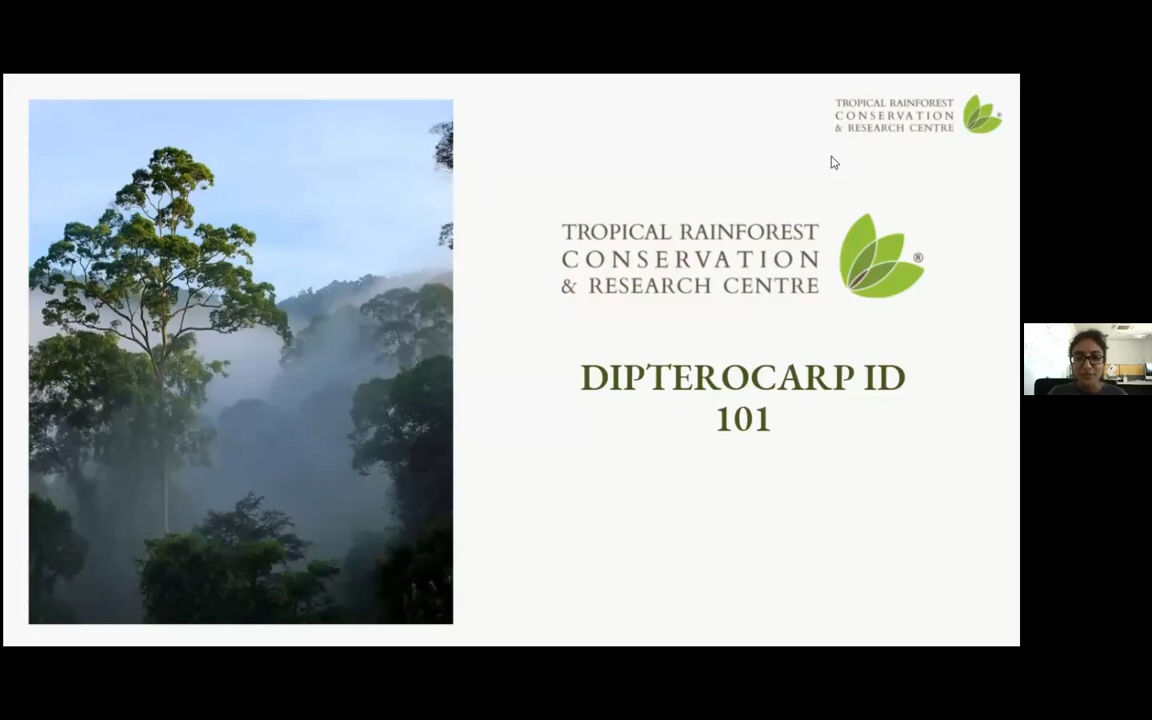 TROPICAL RAINFOREST
CONSERVATION
& RESEARCH CENTRE
®
TROPICAL RAINFOREST
CONSERVATION
& RESEARCH CENTRE
®
DIPTEROCARP ID
101